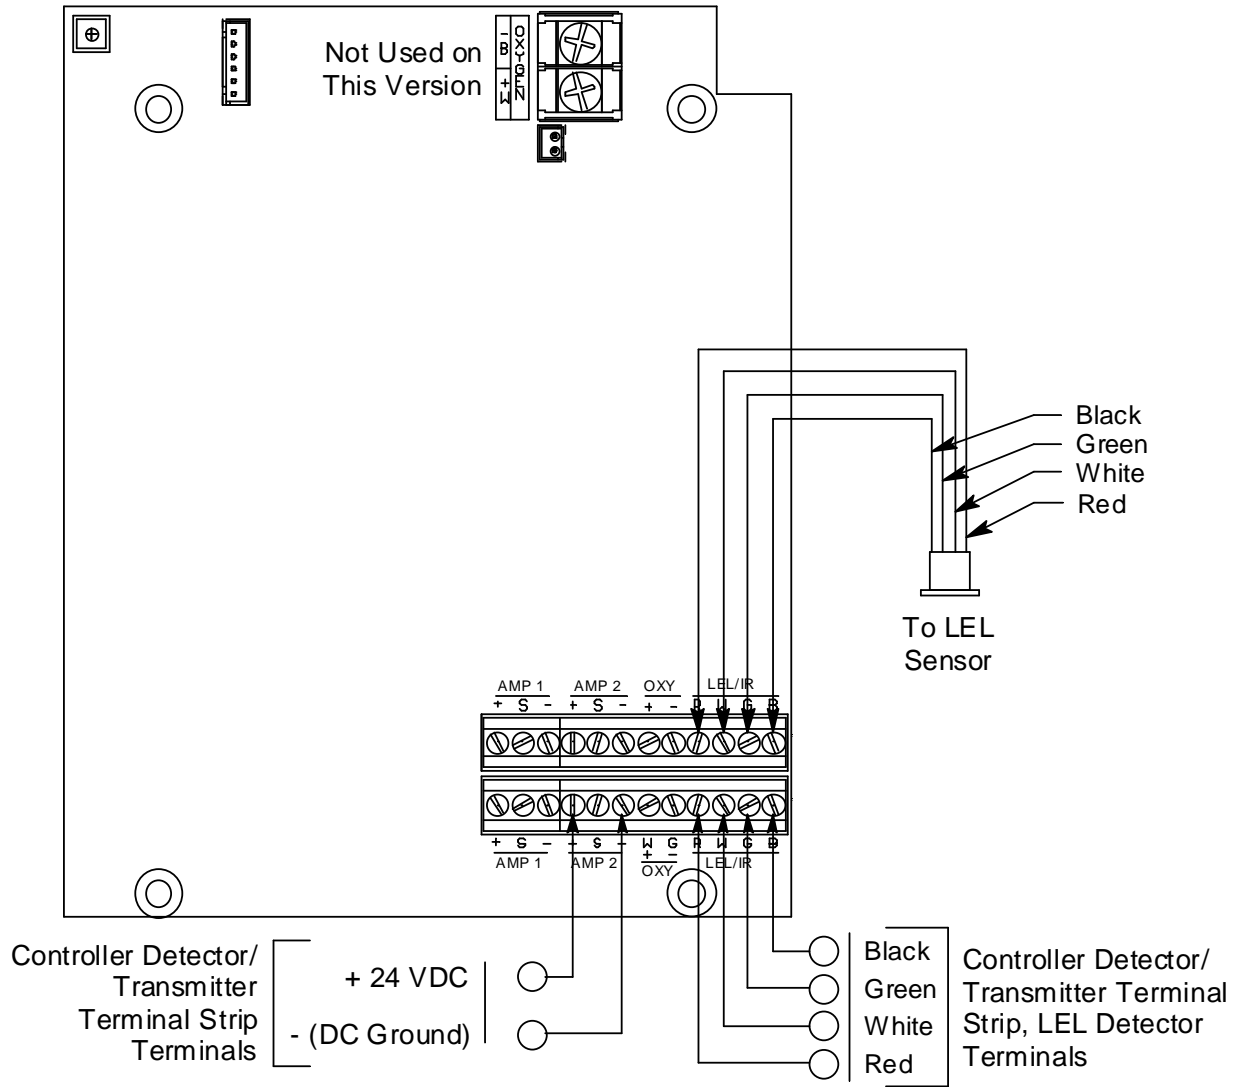 Not Used on
This Version
- B + W
OXYGEN
Black
Green
White
Red
To LEL
Sensor
AMP 1 AMP 2 OXY LEL/IR
+ S - + S - + - R W G B
+ S - - S - W G R W G B
+ -
AMP 1 AMP 2 OXY LEL/IR
Controller Detector/
Transmitter
Terminal Strip
Terminals
+ 24 VDC
- (DC Ground)
Black
Green
White
Red
Controller Detector/
Transmitter Terminal
Strip, LEL Detector
Terminals